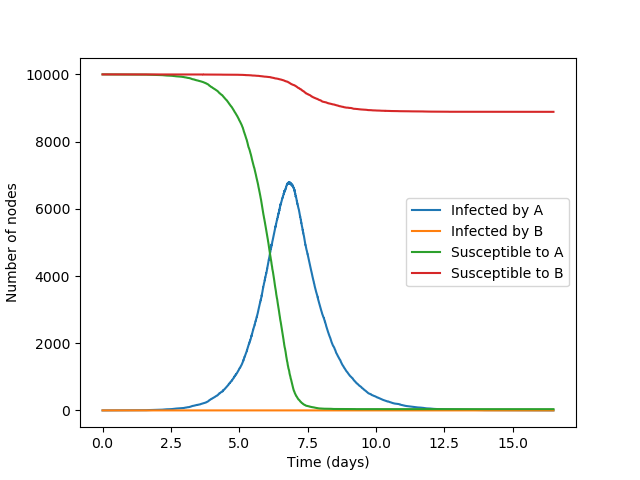 10000
8000
6000
4000
2000
0
Number of nodes
Infected by A
Infected by B
Susceptible to A
Susceptible to B
0.0 2.5 5.0 7.5 10.0 12.5 15.0
Time (days)